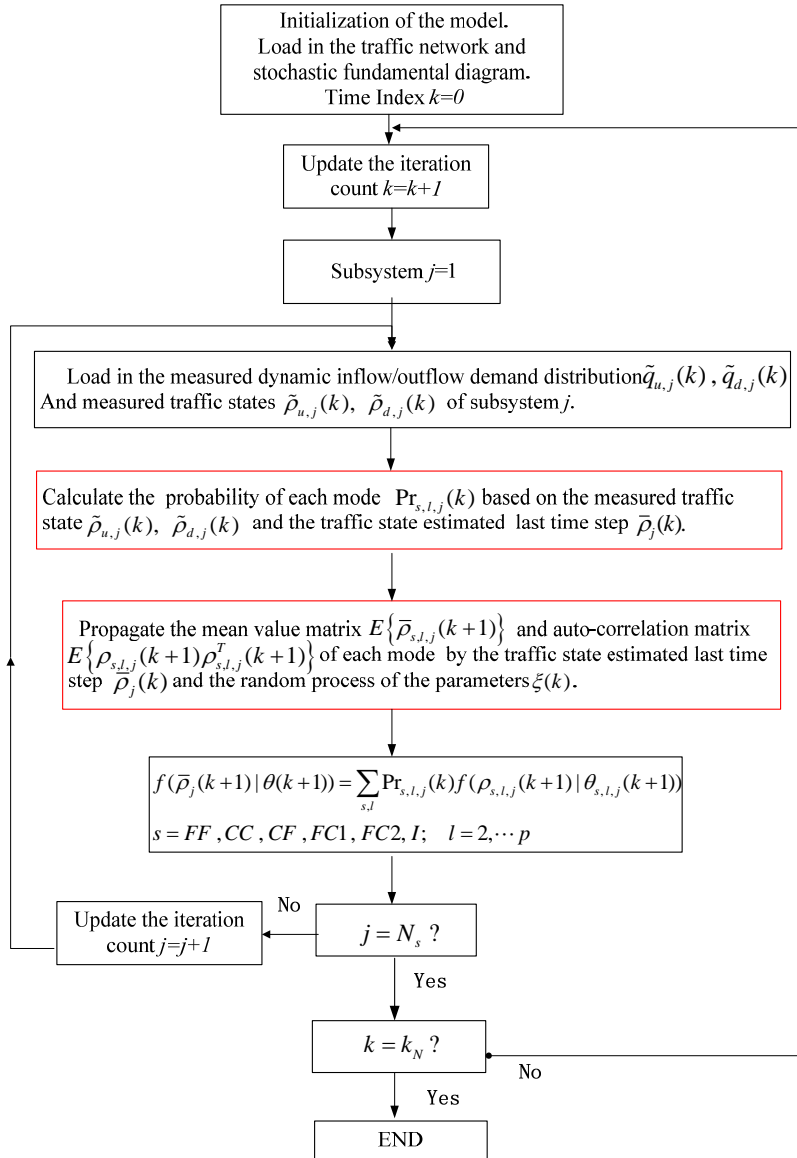 Initialization of the model.
Load in the traffic network and
stochastic fundamental diagram.
Time Index k=0
Update the iteration
count k=k+1
Subsystem j=1
Load in the measured dynamic inflow/outflow demand distribution q̃_{u,j}(k) , q̃_{d,j}(k)
And measured traffic states ρ̃_{u,j}(k), ρ̃_{d,j}(k) of subsystem j.
Calculate the probability of each mode Pr_{s,l,j}(k) based on the measured traffic
state ρ̃_{u,j}(k), ρ̃_{d,j}(k) and the traffic state estimated last time step ρ̄_j(k).
Propagate the mean value matrix E{ρ̄_{s,l,j}(k+1)} and auto-correlation matrix
E{ρ_{s,l,j}(k+1)ρ^T_{s,l,j}(k+1)} of each mode by the traffic state estimated last time
step ρ̄_j(k) and the random process of the parameters ξ(k).
f(ρ̄_j(k+1) | θ(k+1)) = ∑_{s,l} Pr_{s,l,j}(k) f(ρ_{s,l,j}(k+1) | θ_{s,l,j}(k+1))
s = FF , CC , CF , FC1, FC2, I; l = 2, ⋯ p
Update the iteration
count j=j+1
No
j = N_s ?
Yes
k = k_N ?
No
Yes
END